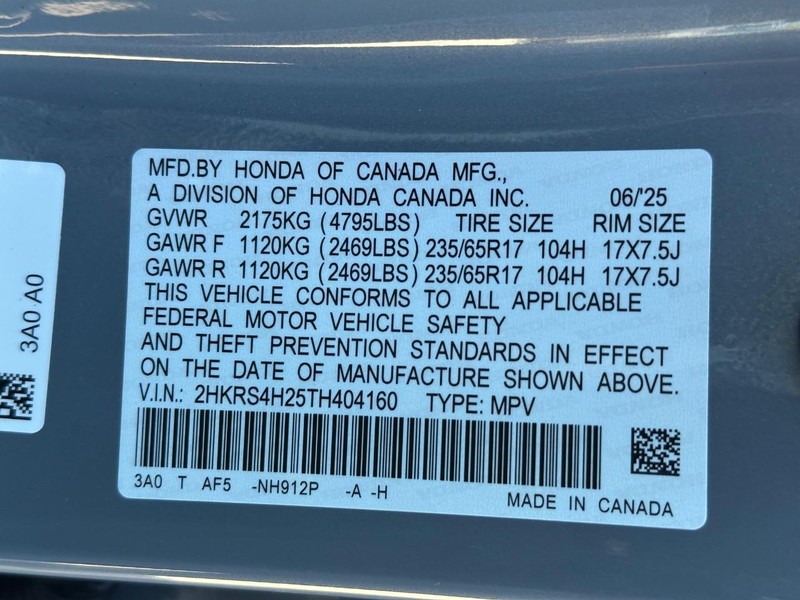 MFD.BY HONDA OF CANADA MFG.,
A DIVISION OF HONDA CANADA INC. 06/'25
GVWR 2175KG (4795LBS) TIRE SIZE RIM SIZE
GAWR F 1120KG (2469LBS) 235/65R17 104H 17X7.5J
GAWR R 1120KG (2469LBS) 235/65R17 104H 17X7.5J
THIS VEHICLE CONFORMS TO ALL APPLICABLE
FEDERAL MOTOR VEHICLE SAFETY
AND THEFT PREVENTION STANDARDS IN EFFECT
ON THE DATE OF MANUFACTURE SHOWN ABOVE.
V.I.N.: 2HKRS4H25TH404160 TYPE: MPV
3A0 T AF5 -NH912P -A -H
MADE IN CANADA
3A0 A0